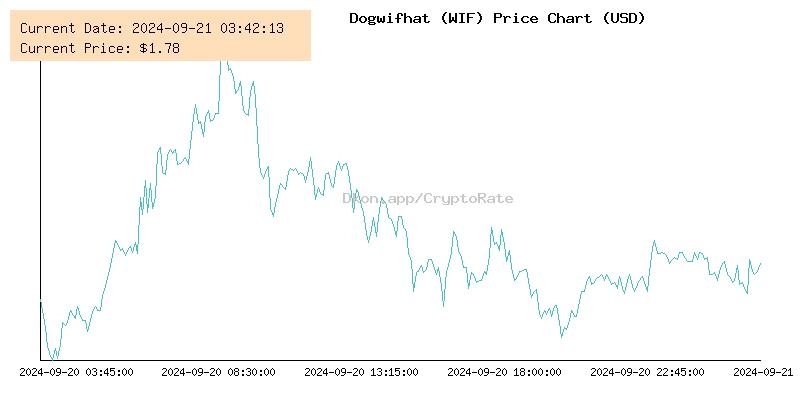 Dogwifhat (WIF) Price Chart (USD)
Current Date: 2024-09-21 03:42:13
Current Price: $1.78
Dkon.app/CryptoRate
2024-09-20 03:45:00 2024-09-20 08:30:00 2024-09-20 13:15:00 2024-09-20 18:00:00 2024-09-20 22:45:00 2024-09-21